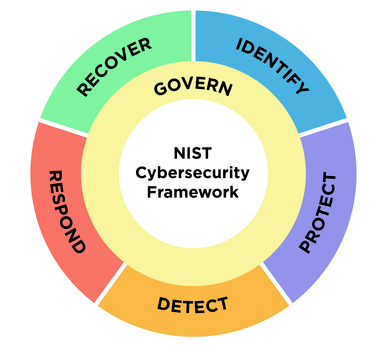 RECOVER
IDENTIFY
GOVERN
NIST
Cybersecurity
Framework
RESPOND
PROTECT
DETECT